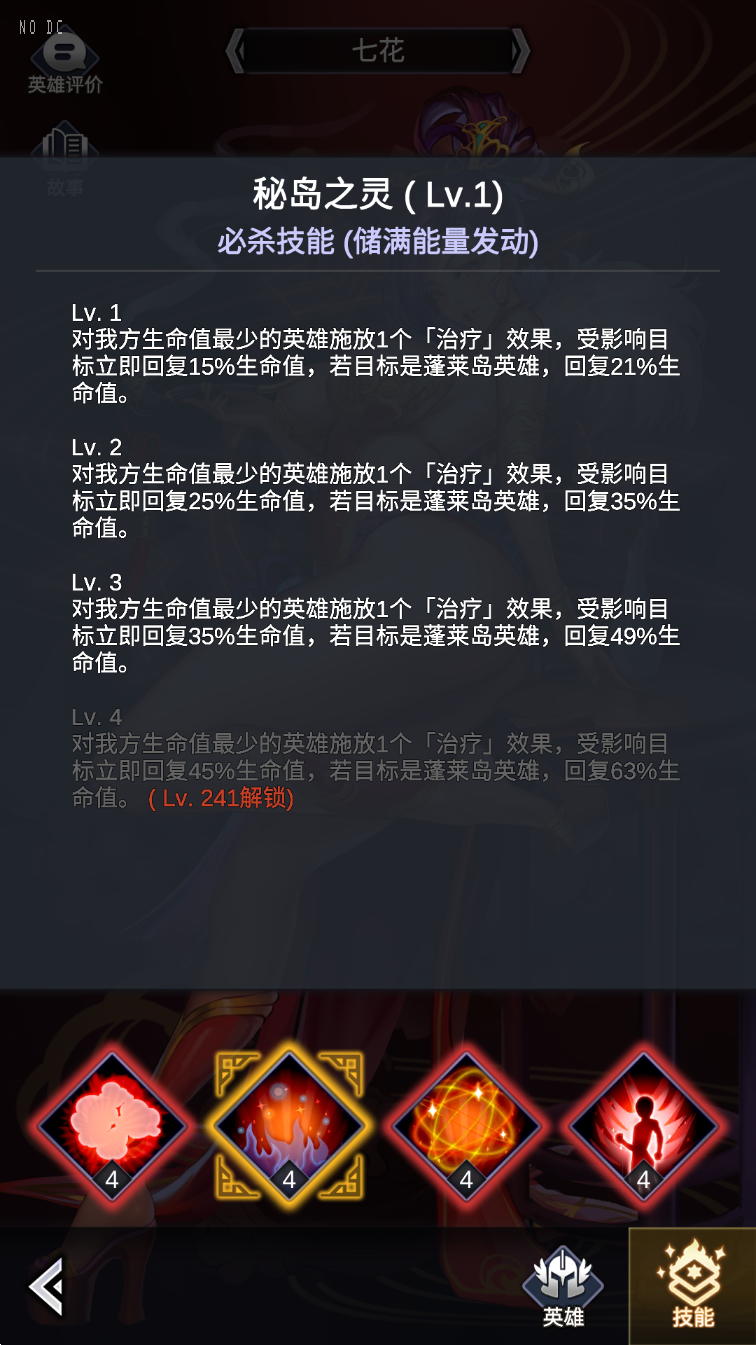 NO DC
七花
英雄评价
故事
秘岛之灵 ( Lv.1)
必杀技能 (储满能量发动)
Lv. 1
对我方生命值最少的英雄施放1个「治疗」效果，受影响目
标立即回复15%生命值，若目标是蓬莱岛英雄，回复21%生
命值。
Lv. 2
对我方生命值最少的英雄施放1个「治疗」效果，受影响目
标立即回复25%生命值，若目标是蓬莱岛英雄，回复35%生
命值。
Lv. 3
对我方生命值最少的英雄施放1个「治疗」效果，受影响目
标立即回复35%生命值，若目标是蓬莱岛英雄，回复49%生
命值。
Lv. 4
对我方生命值最少的英雄施放1个「治疗」效果，受影响目
标立即回复45%生命值，若目标是蓬莱岛英雄，回复63%生
命值。 ( Lv. 241解锁)
4 4 4 4
英雄 技能